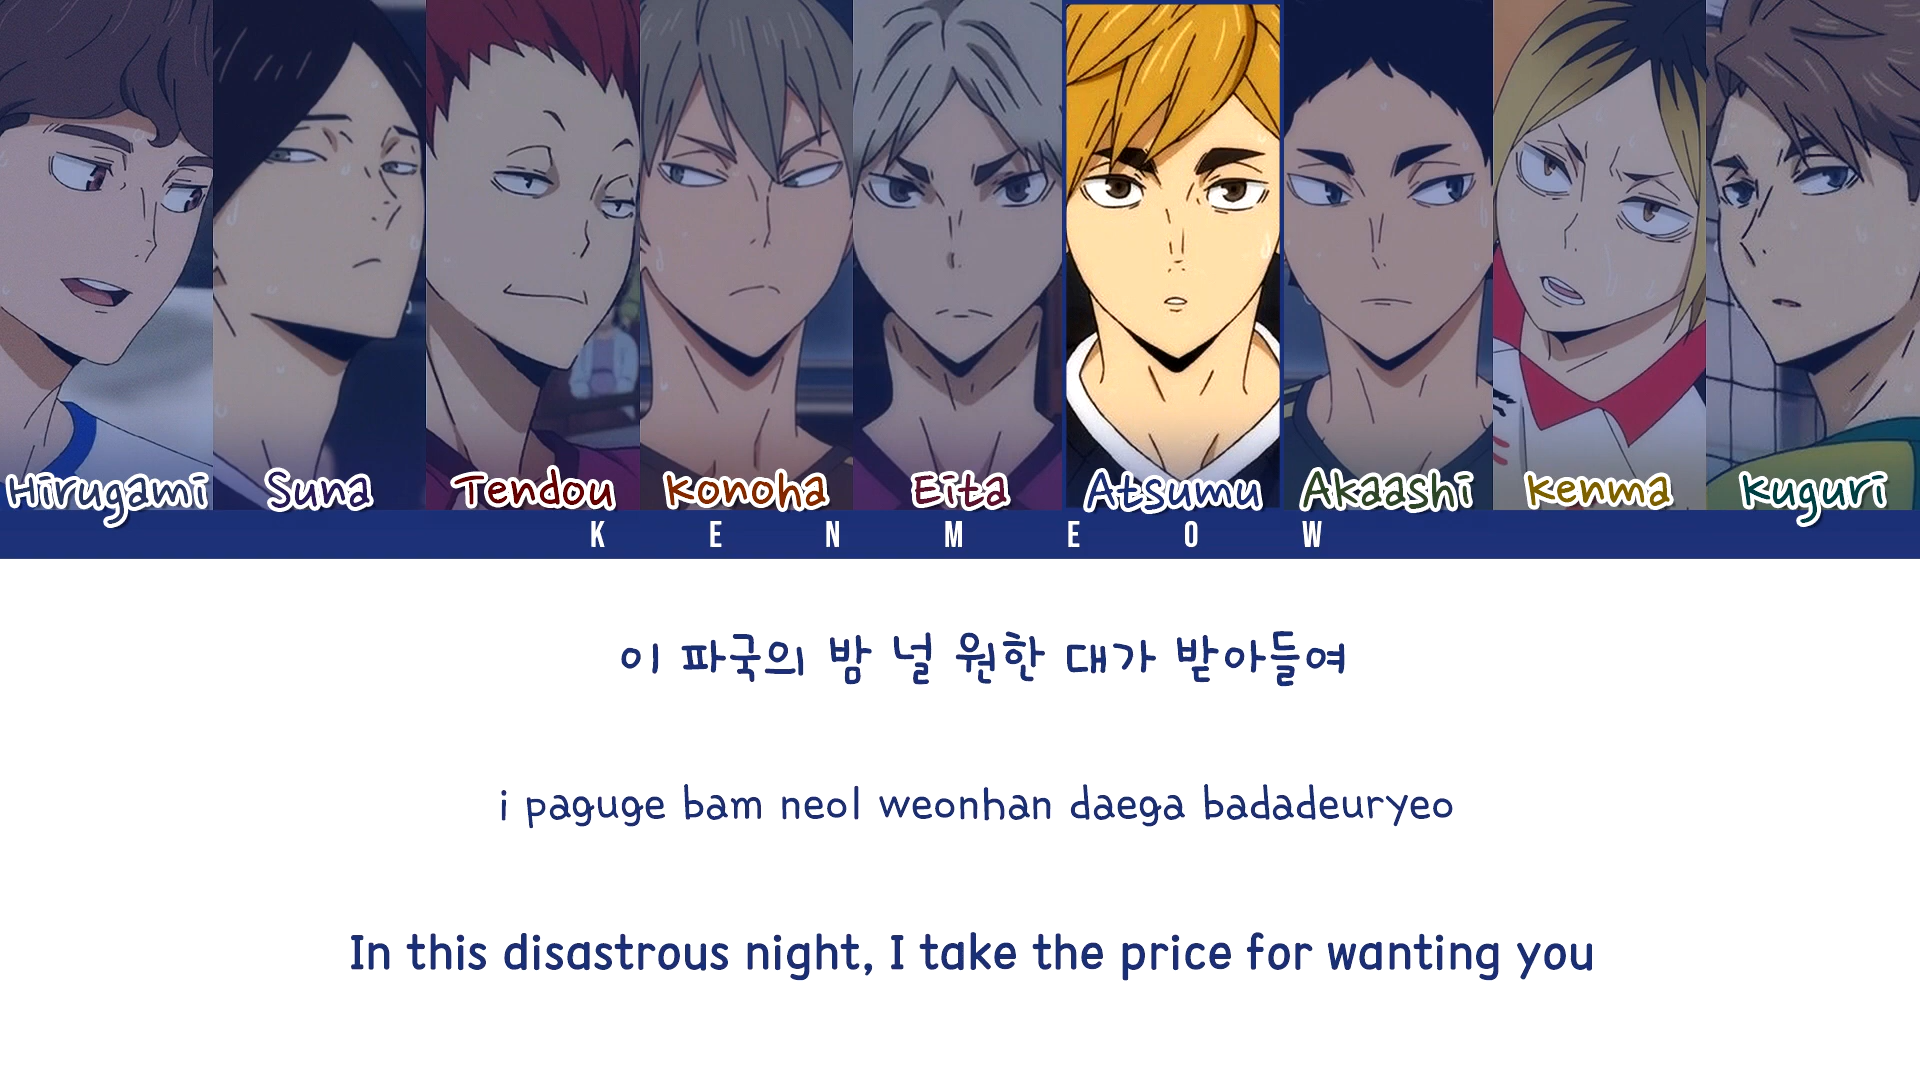 Hirugami Suna Tendou Konoha Eita Atsumu Akaashi Kenma Kuguri
KENMEOW
이 파국의 밤 널 원한 대가 받아들여
i paguge bam neol weonhan daega badadeuryeo
In this disastrous night, I take the price for wanting you